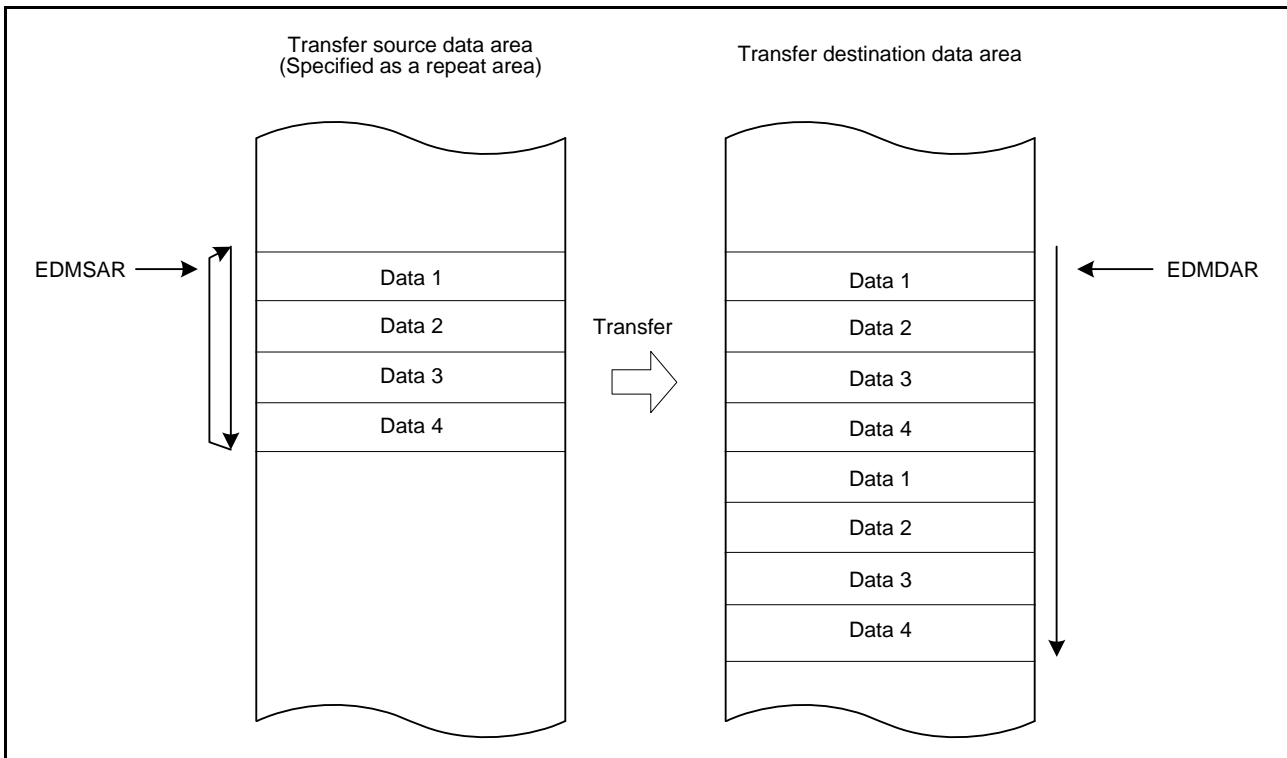 Transfer source data area
(Specified as a repeat area)
Transfer destination data area
EDMSAR
Data 1
Data 2
Data 3
Data 4
Transfer
Data 1
Data 2
Data 3
Data 4
Data 1
Data 2
Data 3
Data 4
EDMDAR